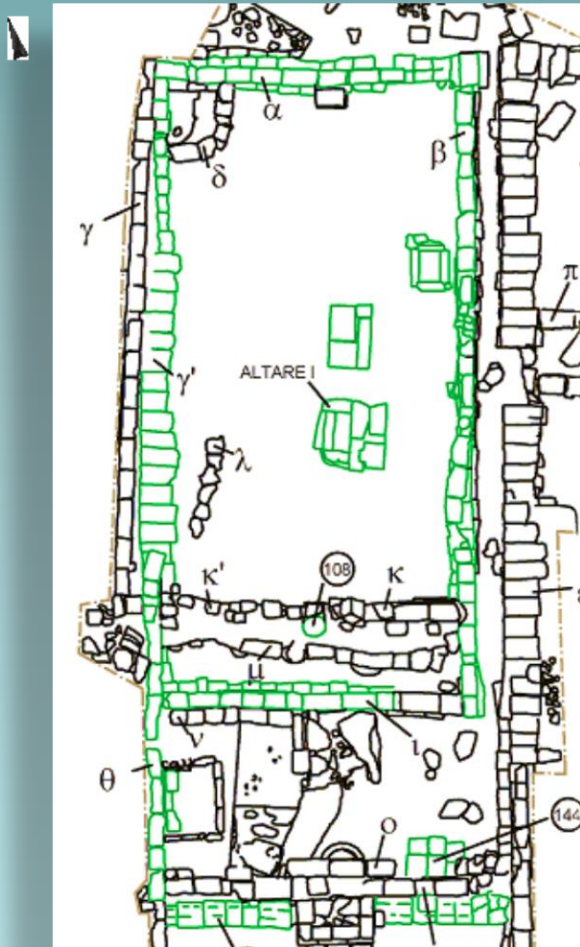 α
β
δ
γ
π
γ'
ALTARE I
λ
κ'
108
κ
μ
ι
ν
θ
ο
144